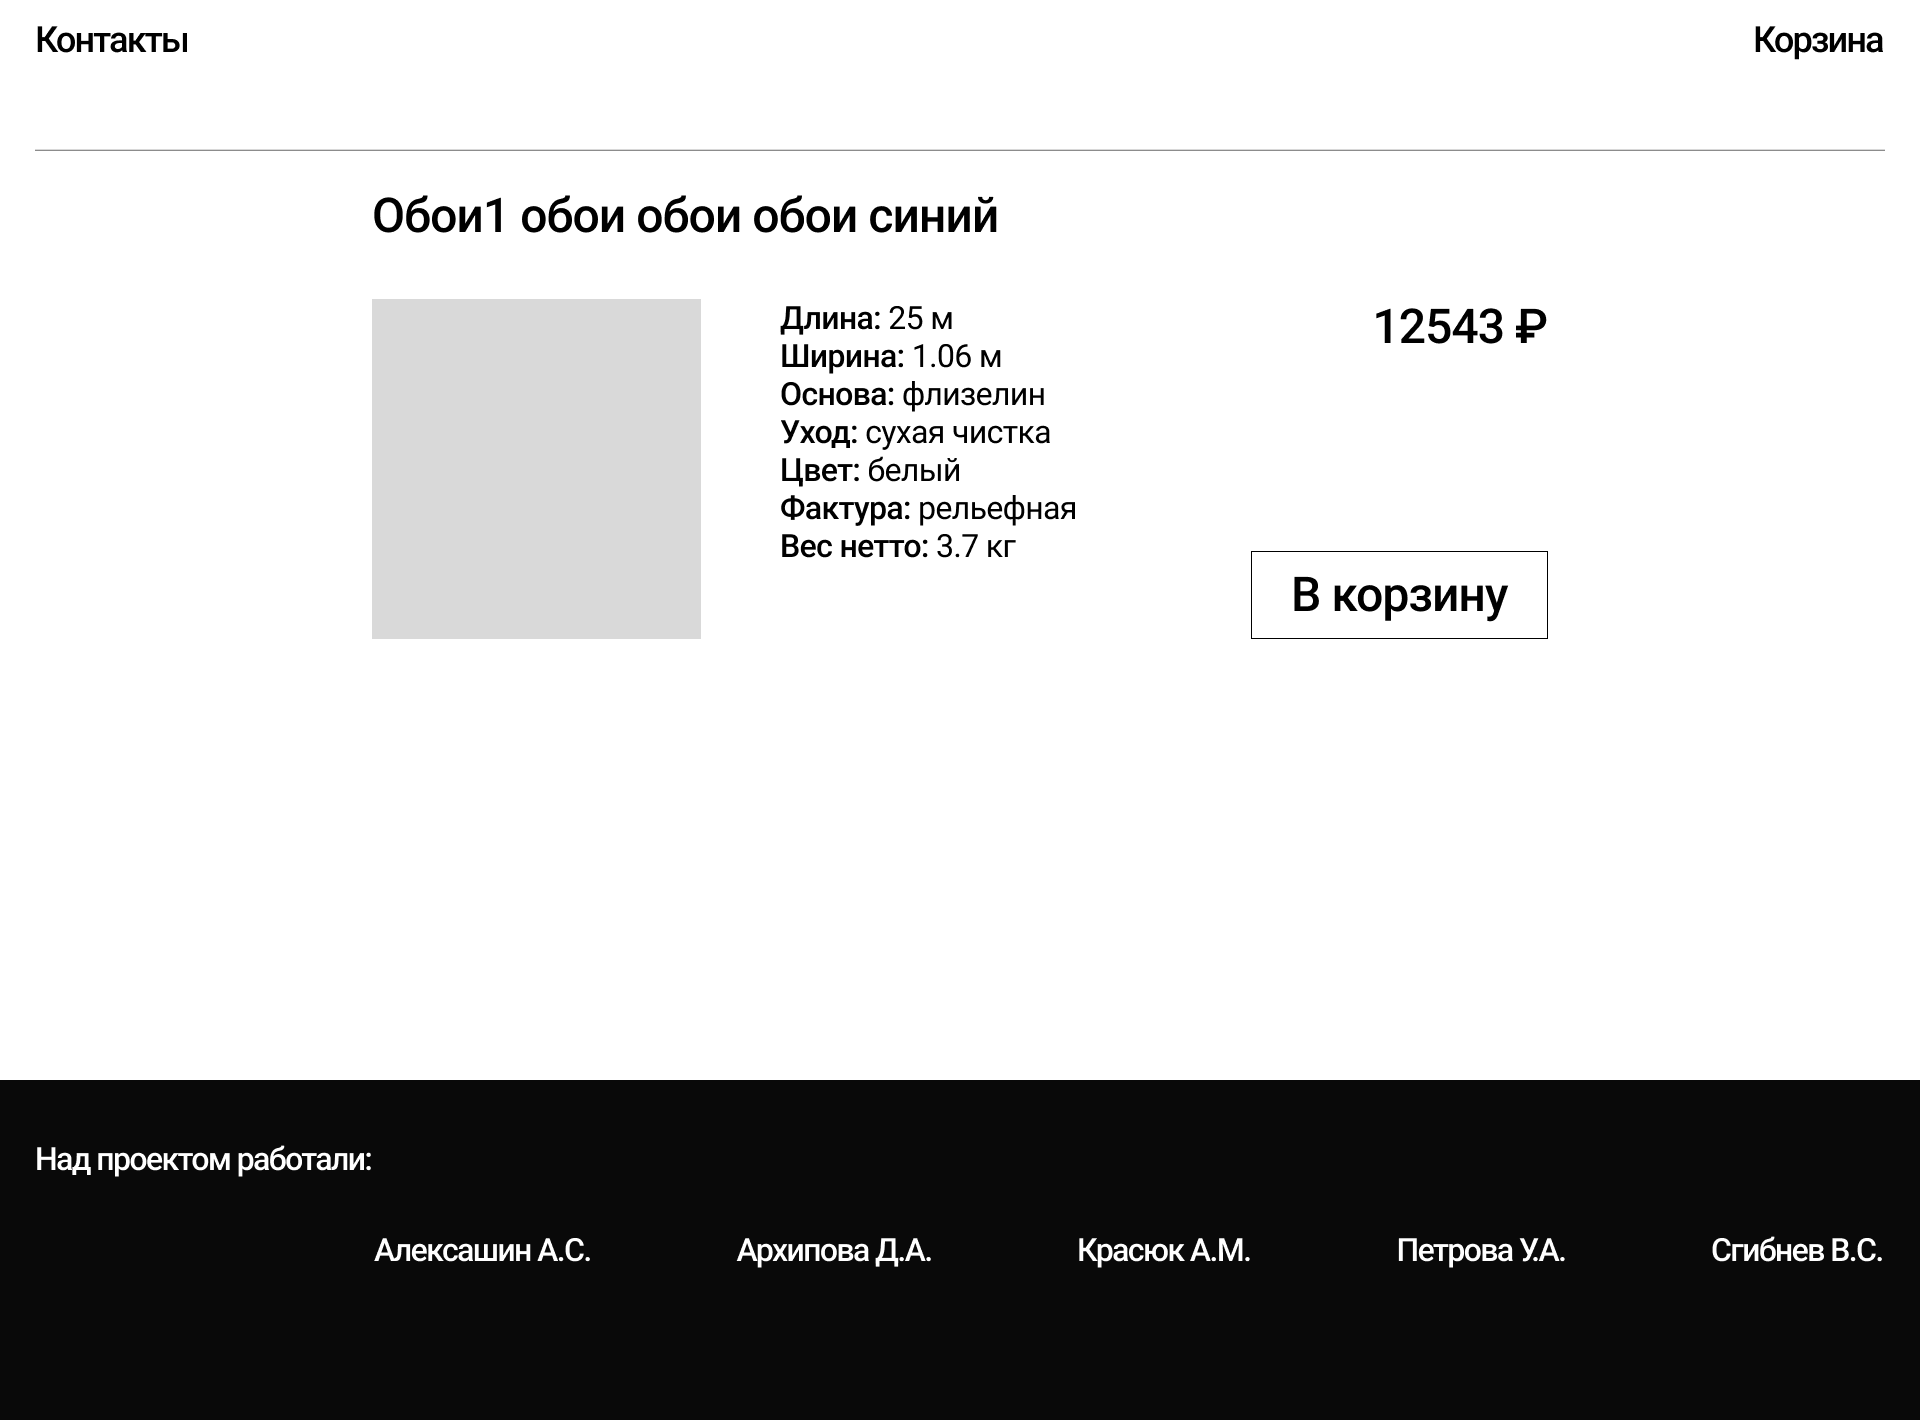 Контакты
Корзина
Обои1 обои обои обои синий
Длина: 25 м
Ширина: 1.06 м
Основа: флизелин
Уход: сухая чистка
Цвет: белый
Фактура: рельефная
Вес нетто: 3.7 кг
12543 ₽
В корзину
Над проектом работали:
Алексашин А.С.
Архипова Д.А.
Красюк А.М.
Петрова У.А.
Сгибнев В.С.